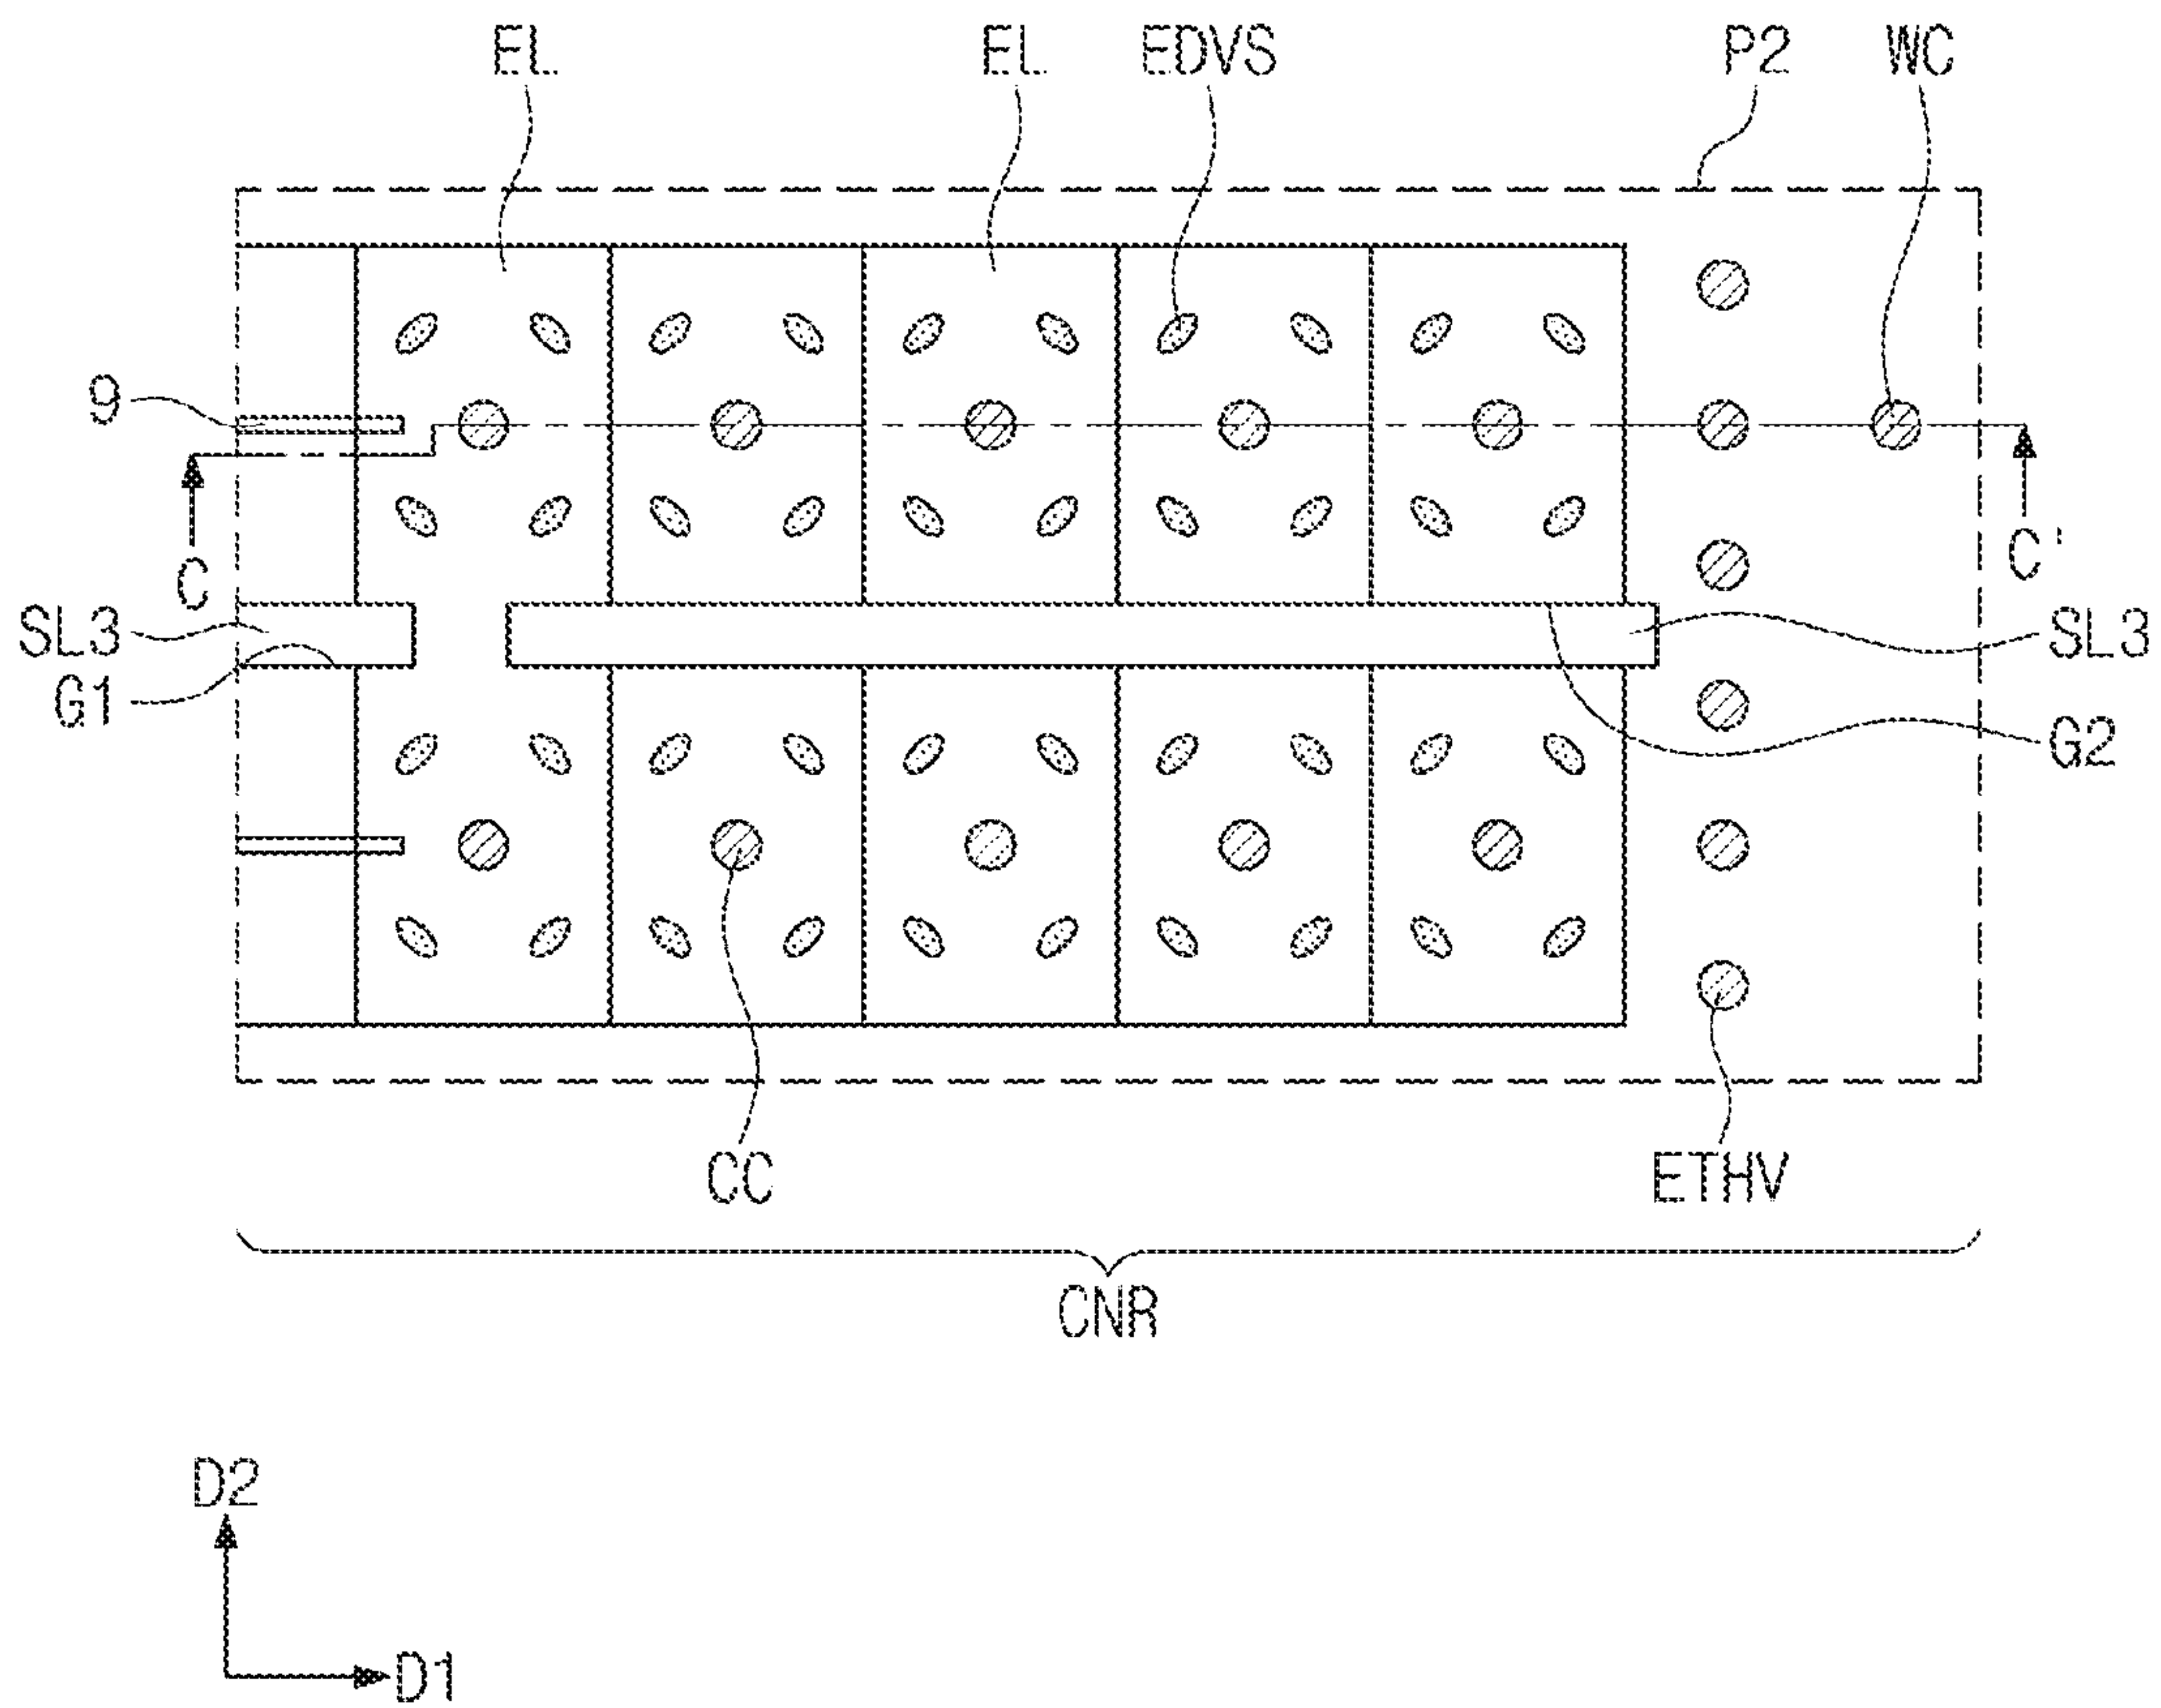 EL EL EDVS P2 WC
9
C C'
SL3 SL3
G1 G2
CC ETHV
CNR
D2
D1